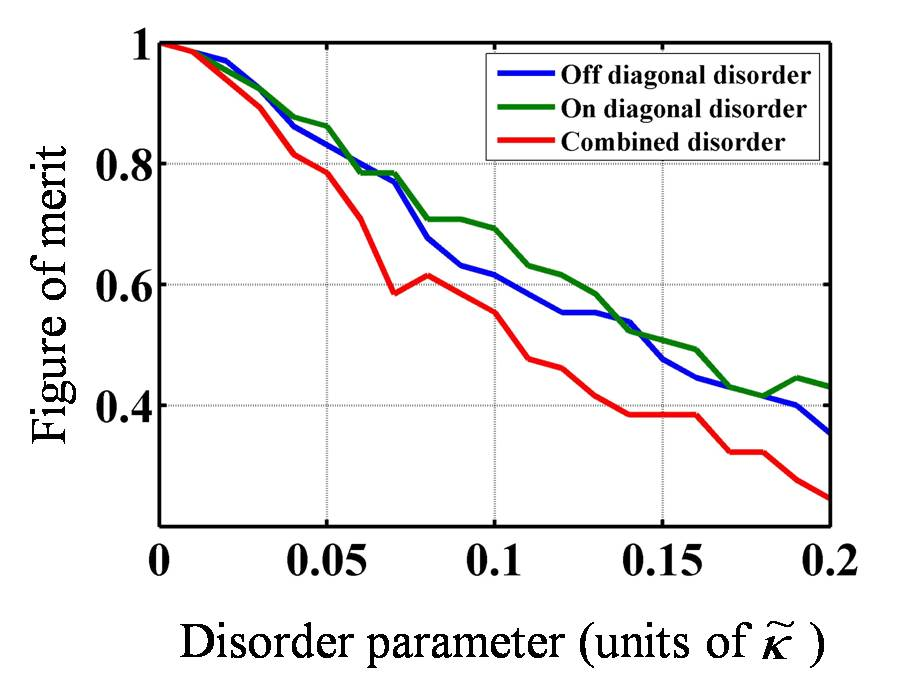 1
0.8
0.6
0.4
Figure of merit
Off diagonal disorder
On diagonal disorder
Combined disorder
0 0.05 0.1 0.15 0.2
Disorder parameter (units of κ̃ )